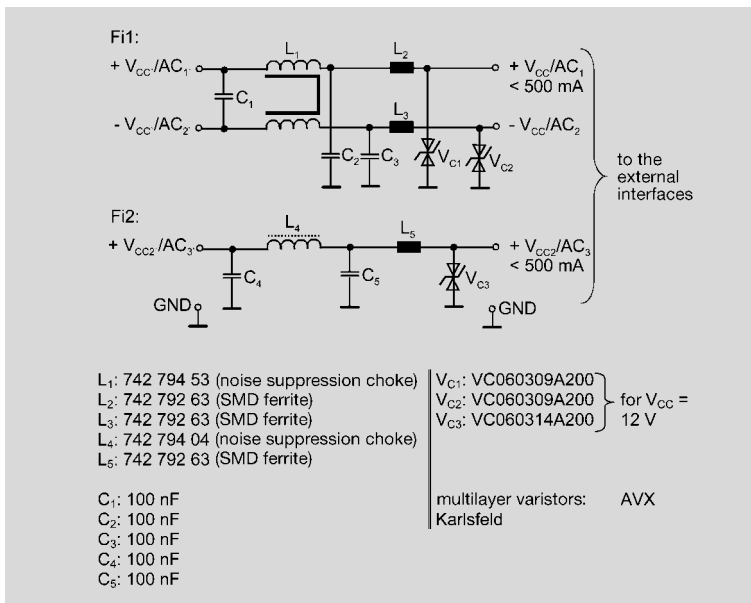 Fi1:
L1
L2
+ VCC'/AC1'
+ VCC/AC1
< 500 mA
C1
L3
- VCC'/AC2'
- VCC/AC2
C2
C3
VC1
VC2
to the
external
interfaces
Fi2:
L4
L5
+ VCC2'/AC3'
+ VCC2/AC3
< 500 mA
C4
C5
VC3
GND
GND
L1: 742 794 53 (noise suppression choke)
L2: 742 792 63 (SMD ferrite)
L3: 742 792 63 (SMD ferrite)
L4: 742 794 04 (noise suppression choke)
L5: 742 792 63 (SMD ferrite)
C1: 100 nF
C2: 100 nF
C3: 100 nF
C4: 100 nF
C5: 100 nF
VC1: VC060309A200
VC2: VC060309A200
VC3: VC060314A200
for VCC =
12 V
multilayer varistors: AVX
Karlsfeld